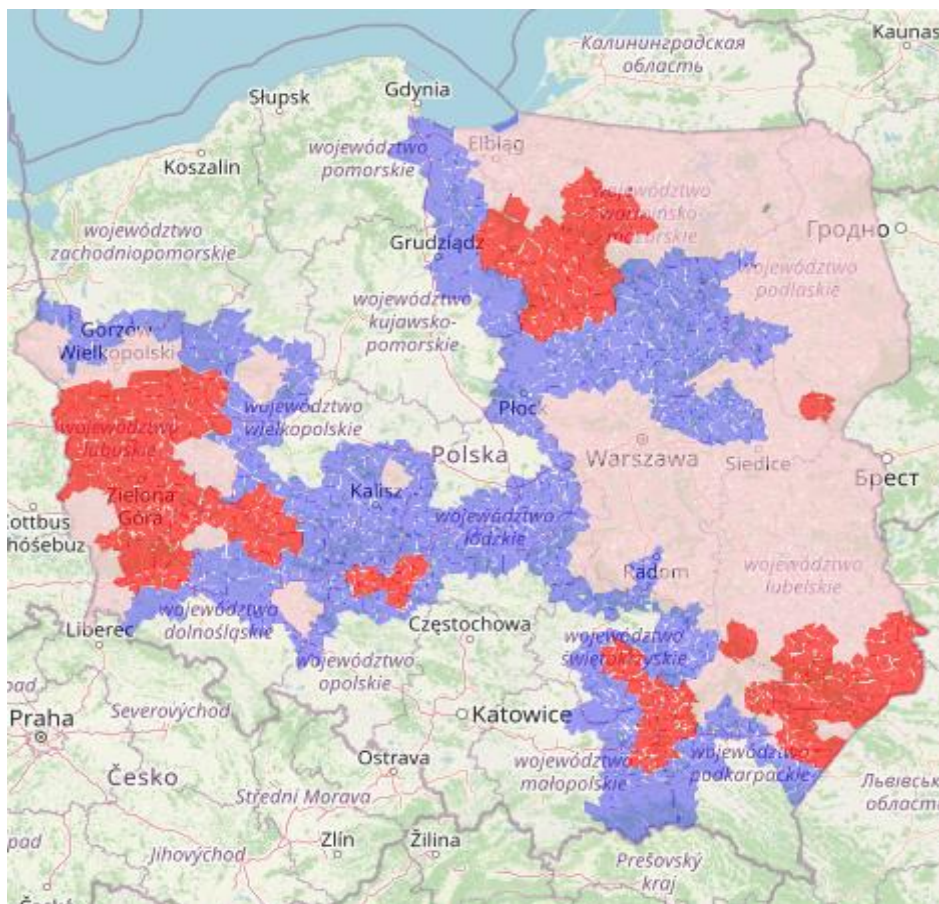 Kaunas
Gdynia
Калининградская
область
Słupsk
województwo
pomorskie
Elbląg
Koszalin
województwo
warmińsko
mazurskie
województwo
zachodniopomorskie
Grudziądz
Гродно
województwo
podlaskie
województwo
kujawsko-
pomorskie
Gorzów
Wielkopolski
Płock
województwo
wielkopolskie
województwo
lubuskie
Polska
Warszawa
Siedlce
Брест
Kalisz
Zielona
Góra
województwo
łódzkie
Cottbus
Chóśebuz
Radom
województwo
lubelskie
Liberec
województwo
dolnośląskie
Częstochowa
województwo
świętokrzyskie
województwo
opolskie
Praha
Severovýchod
Katowice
Česko
Ostrava
województwo
małopolskie
województwo
podkarpackie
Střední Morava
Львівськ
област
Jihovýchod
Zlín
Žilina
Prešovský
kraj